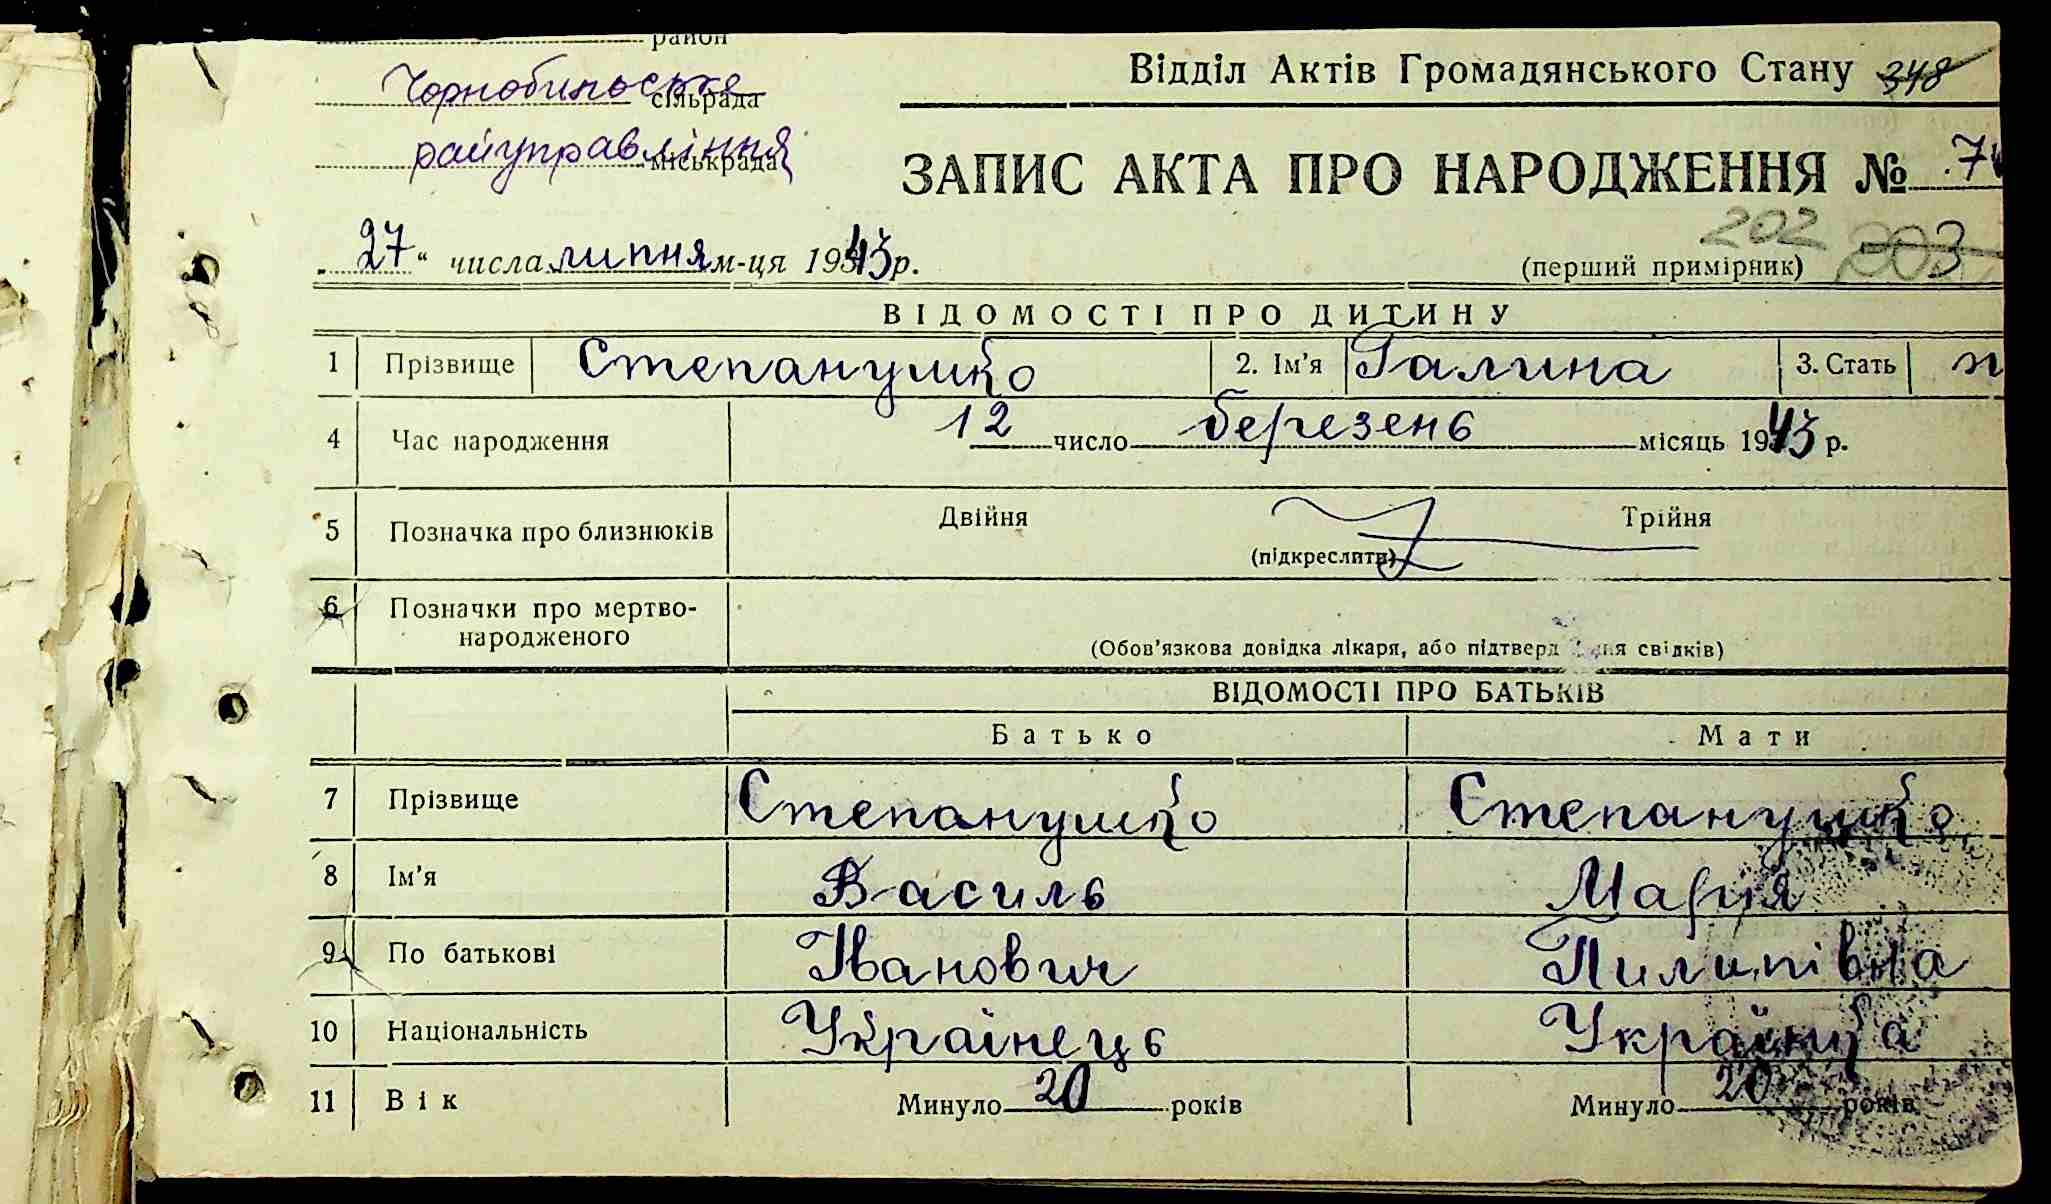 район
Відділ Актів Громадянського Стану 348
Чорнобильське сільрада
райуправління міськрада
ЗАПИС АКТА ПРО НАРОДЖЕННЯ №
„27“ числа липня м-ця 1943 р.
202 203
(перший примірник)
ВІДОМОСТІ ПРО ДИТИНУ
1 Прізвище Степанушко 2. Ім'я Галина 3. Стать
4 Час народження 12 число березень місяць 1943 р.
5 Позначка про близнюків Двійня Трійня
(підкреслити)
6 Позначки про мертво-
народженого
(Обов'язкова довідка лікаря, або підтвердження свідків)
ВІДОМОСТІ ПРО БАТЬКІВ
Батько Мати
7 Прізвище Степанушко Степанушко
8 Ім'я Василь Марія
9 По батькові Іванович Пилипівна
10 Національність Українець Українка
11 Вік Минуло 20 років Минуло 20 років